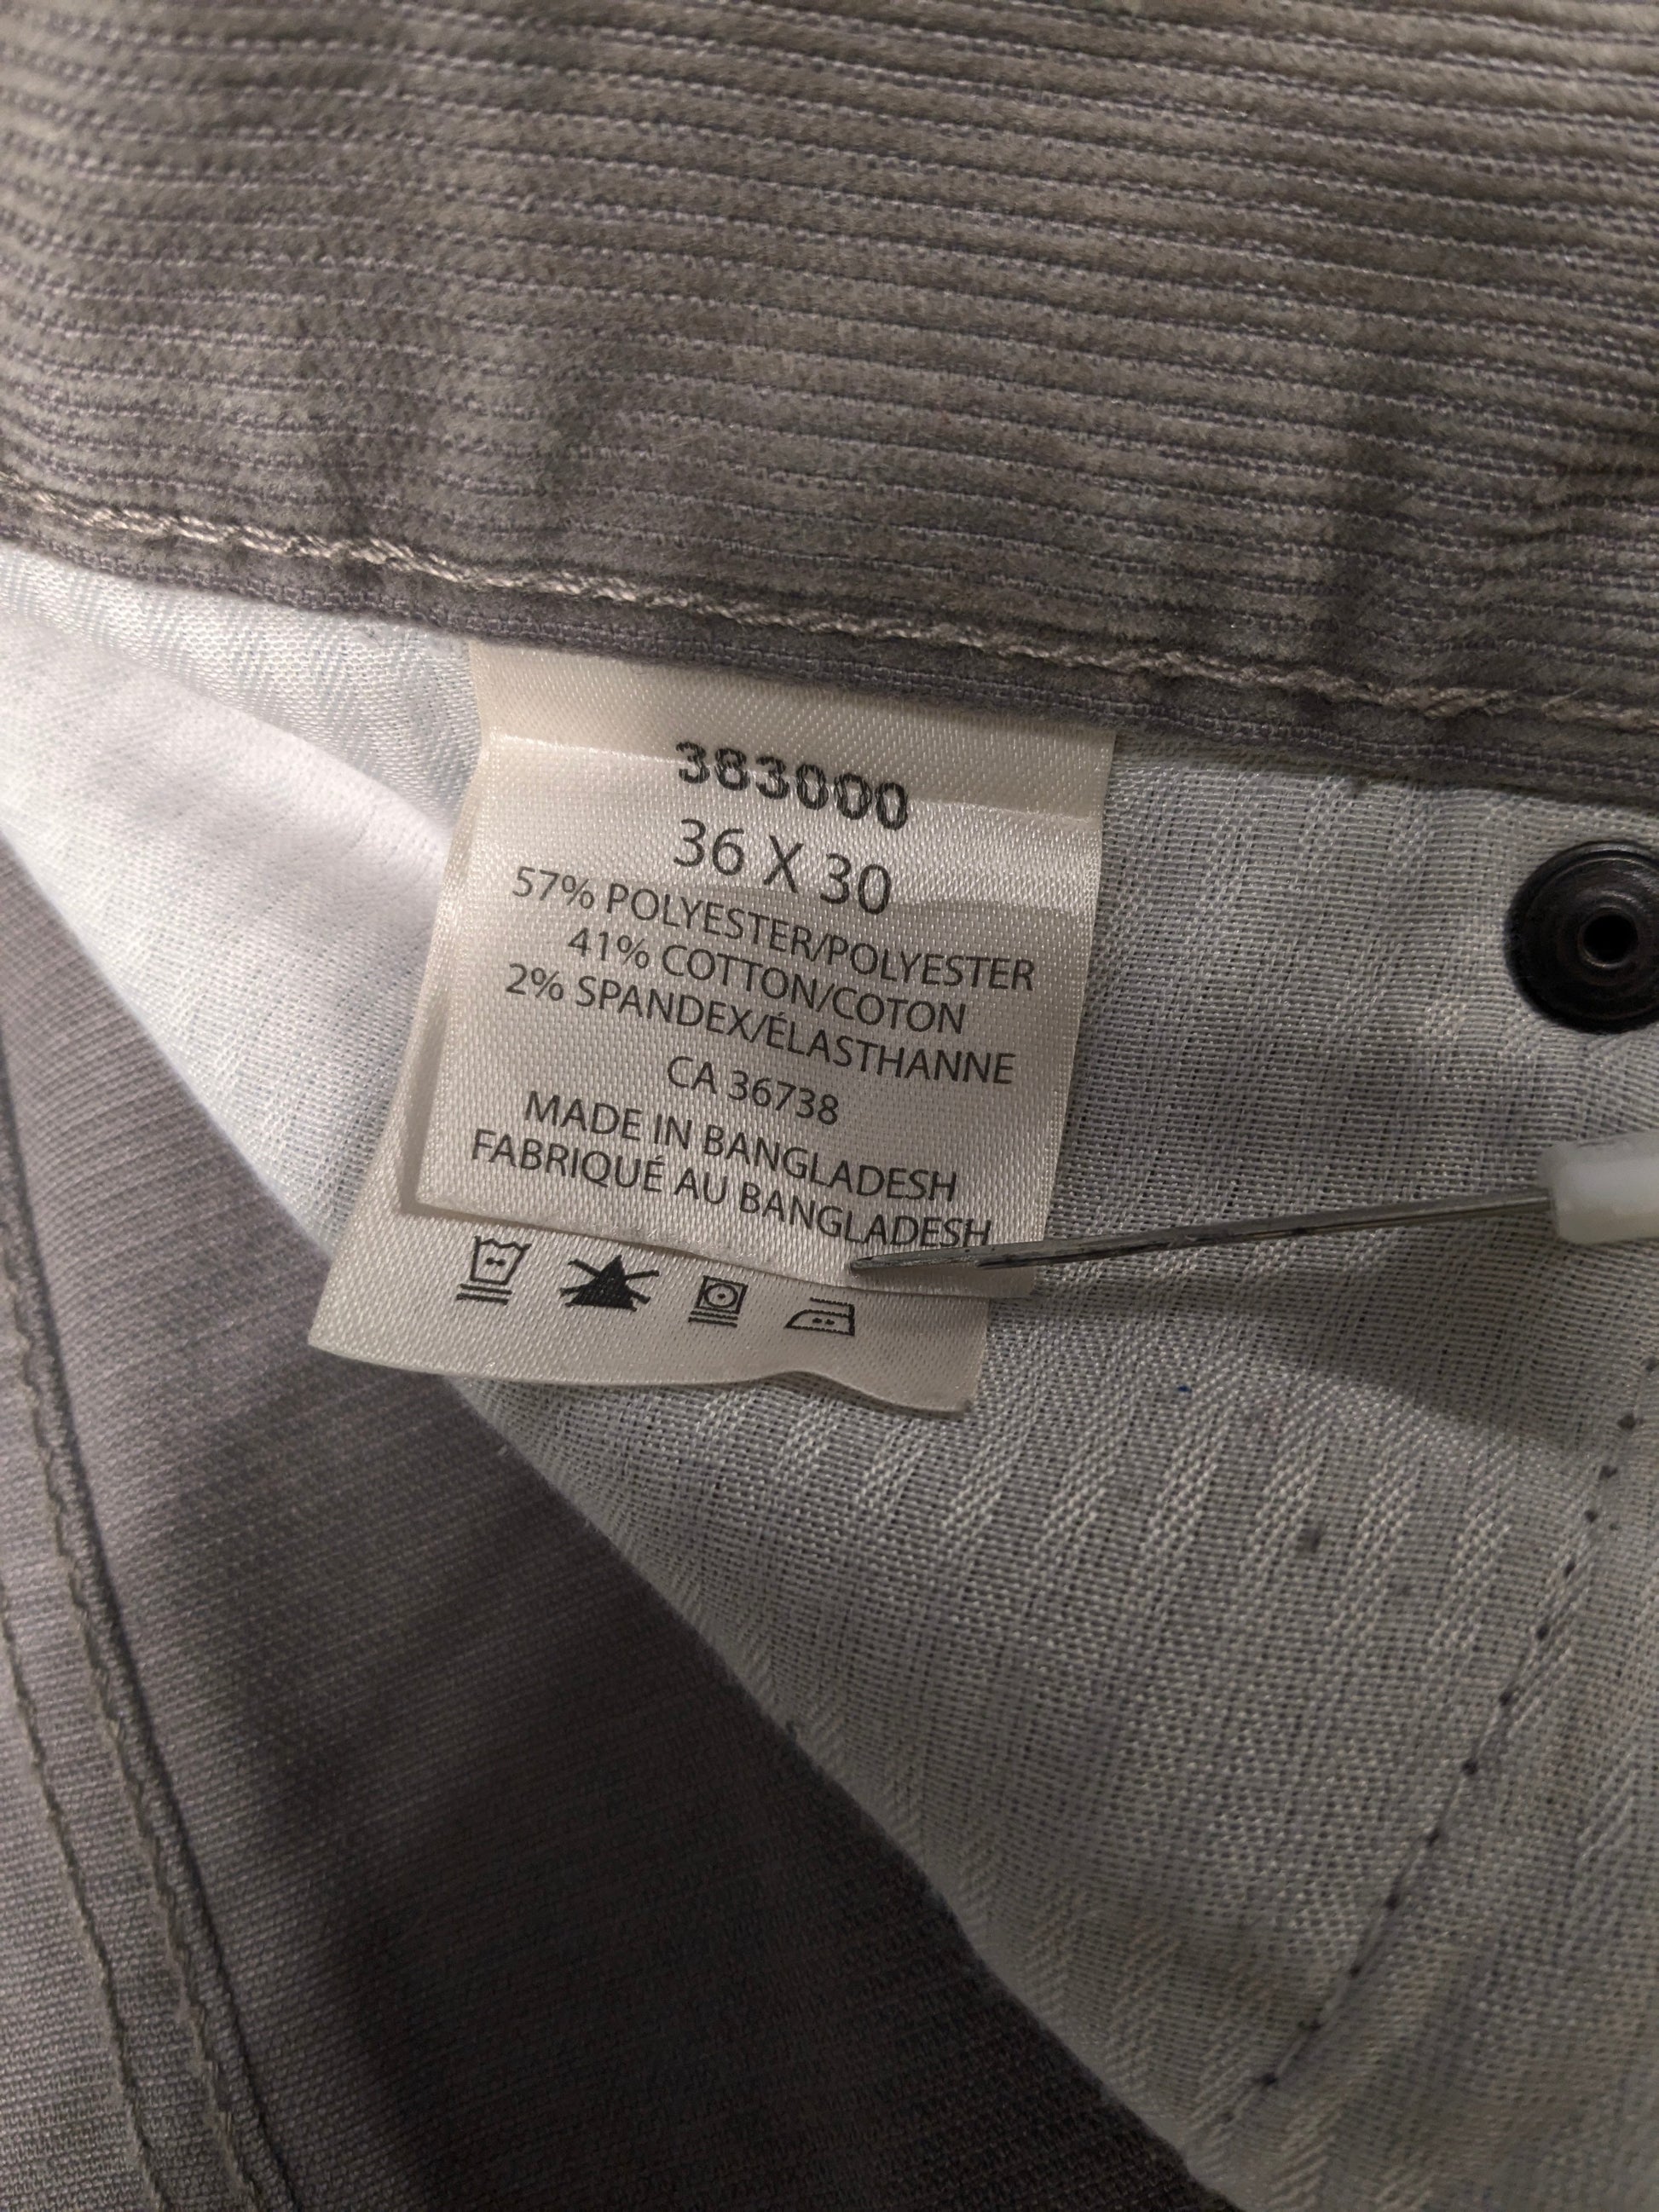 383000
36 X 30
57% POLYESTER/POLYESTER
41% COTTON/COTON
2% SPANDEX/ÉLASTHANNE
CA 36738
MADE IN BANGLADESH
FABRIQUÉ AU BANGLADESH